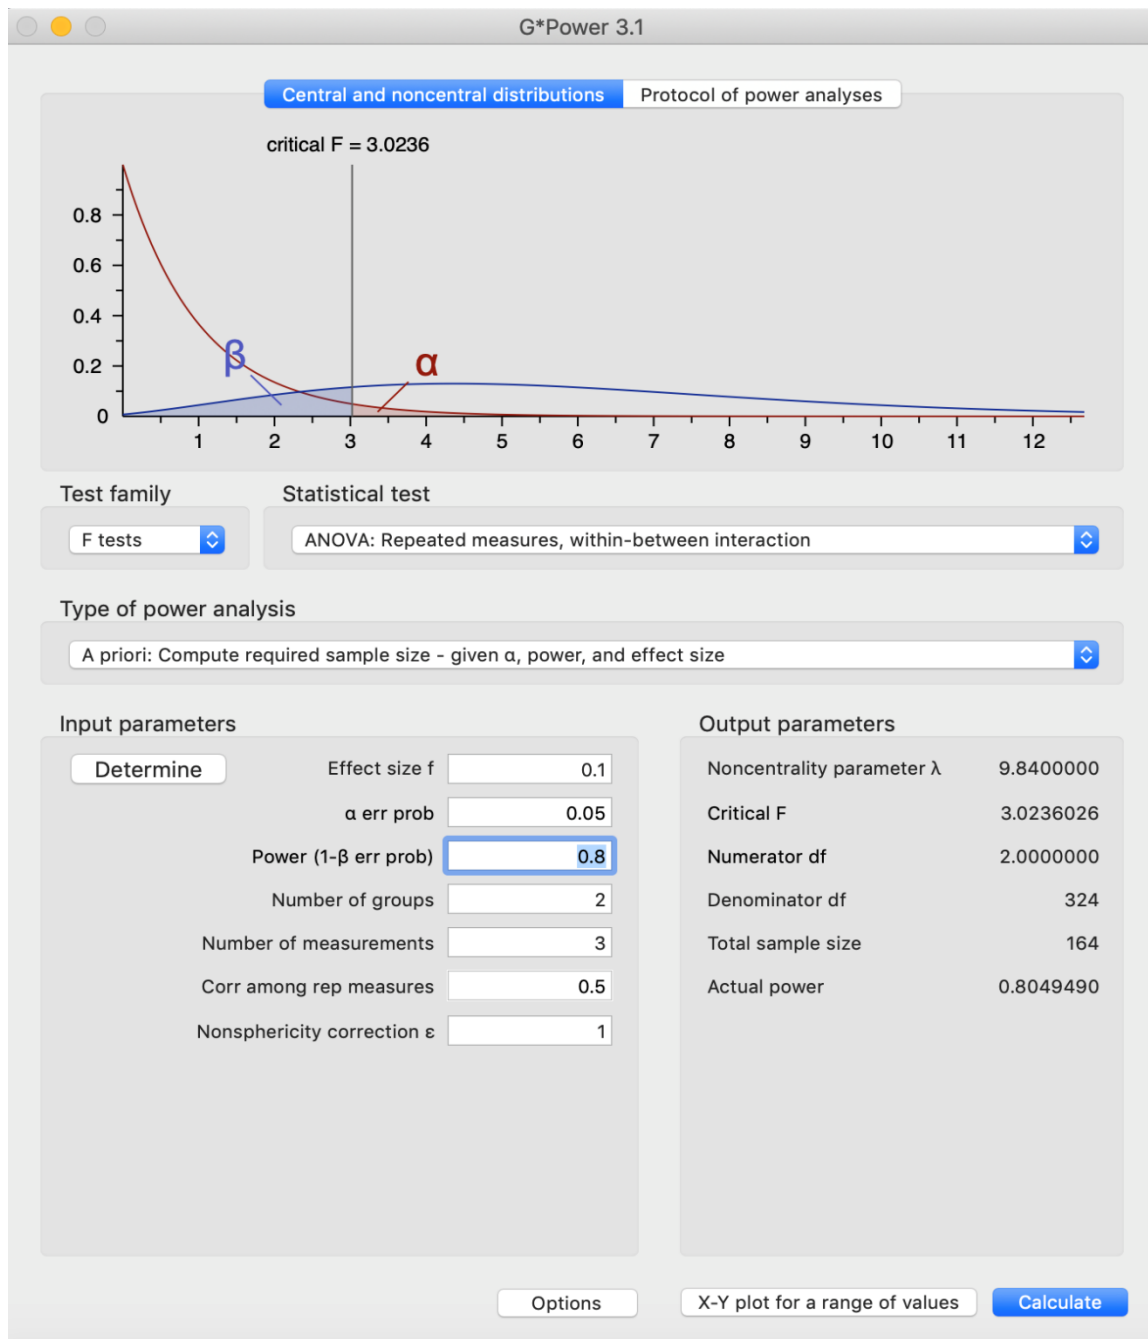 G*Power 3.1
Central and noncentral distributions Protocol of power analyses
critical F = 3.0236
0.8
0.6
0.4
β α
0.2
0
1 2 3 4 5 6 7 8 9 10 11 12
Test family Statistical test
F tests ANOVA: Repeated measures, within-between interaction
Type of power analysis
A priori: Compute required sample size - given α, power, and effect size
Input parameters Output parameters
Determine Effect size f 0.1 Noncentrality parameter λ 9.8400000
α err prob 0.05 Critical F 3.0236026
Power (1-β err prob) 0.8 Numerator df 2.0000000
Number of groups 2 Denominator df 324
Number of measurements 3 Total sample size 164
Corr among rep measures 0.5 Actual power 0.8049490
Nonsphericity correction ε 1
Options X-Y plot for a range of values Calculate